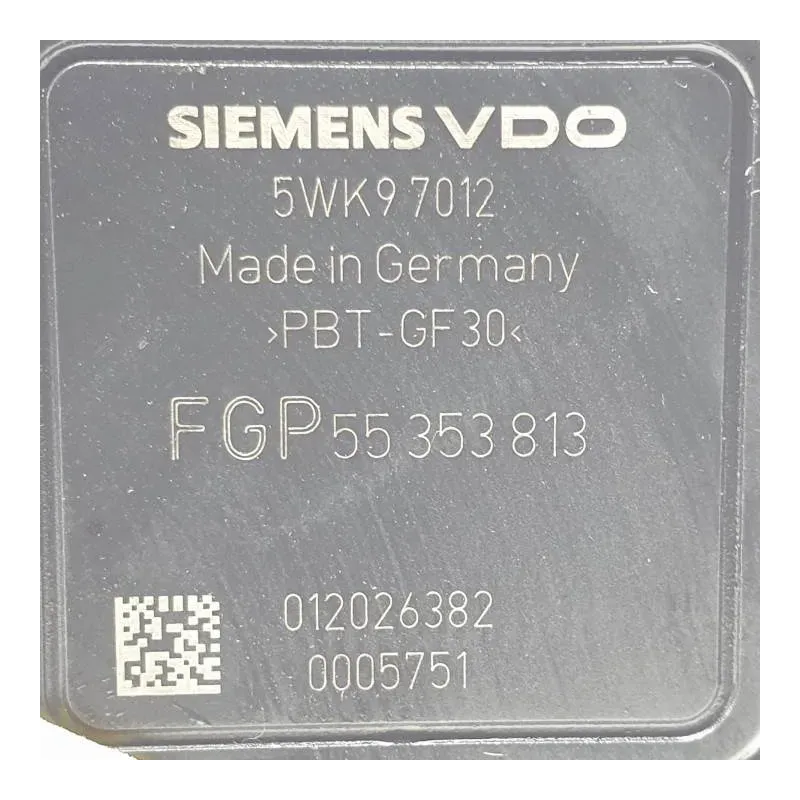 SIEMENS VDO
5WK9 7012
Made in Germany
>PBT-GF30<
FGP 55 353 813
012026382
0005751